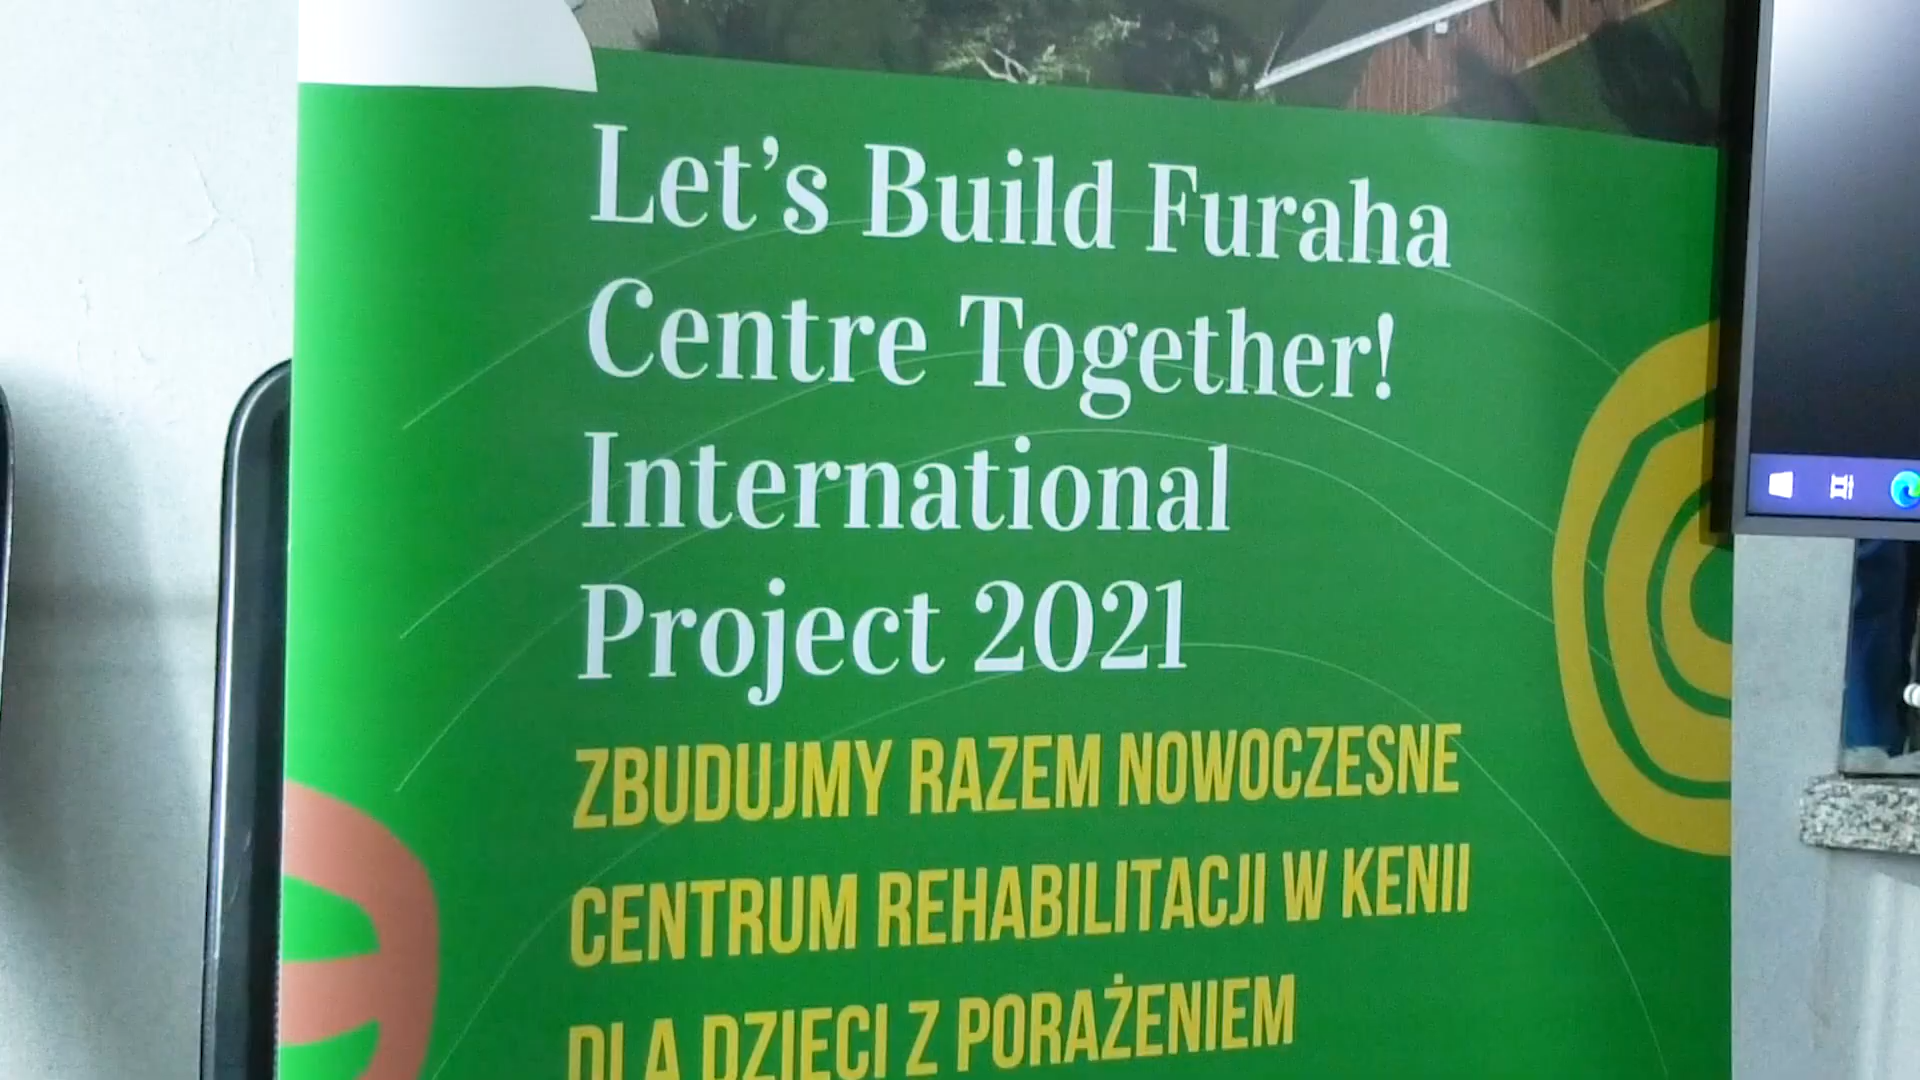 Let's Build Furaha
Centre Together!
International
Project 2021
ZBUDUJMY RAZEM NOWOCZESNE
CENTRUM REHABILITACJI W KENII
DLA DZIECI Z PORAŻENIEM